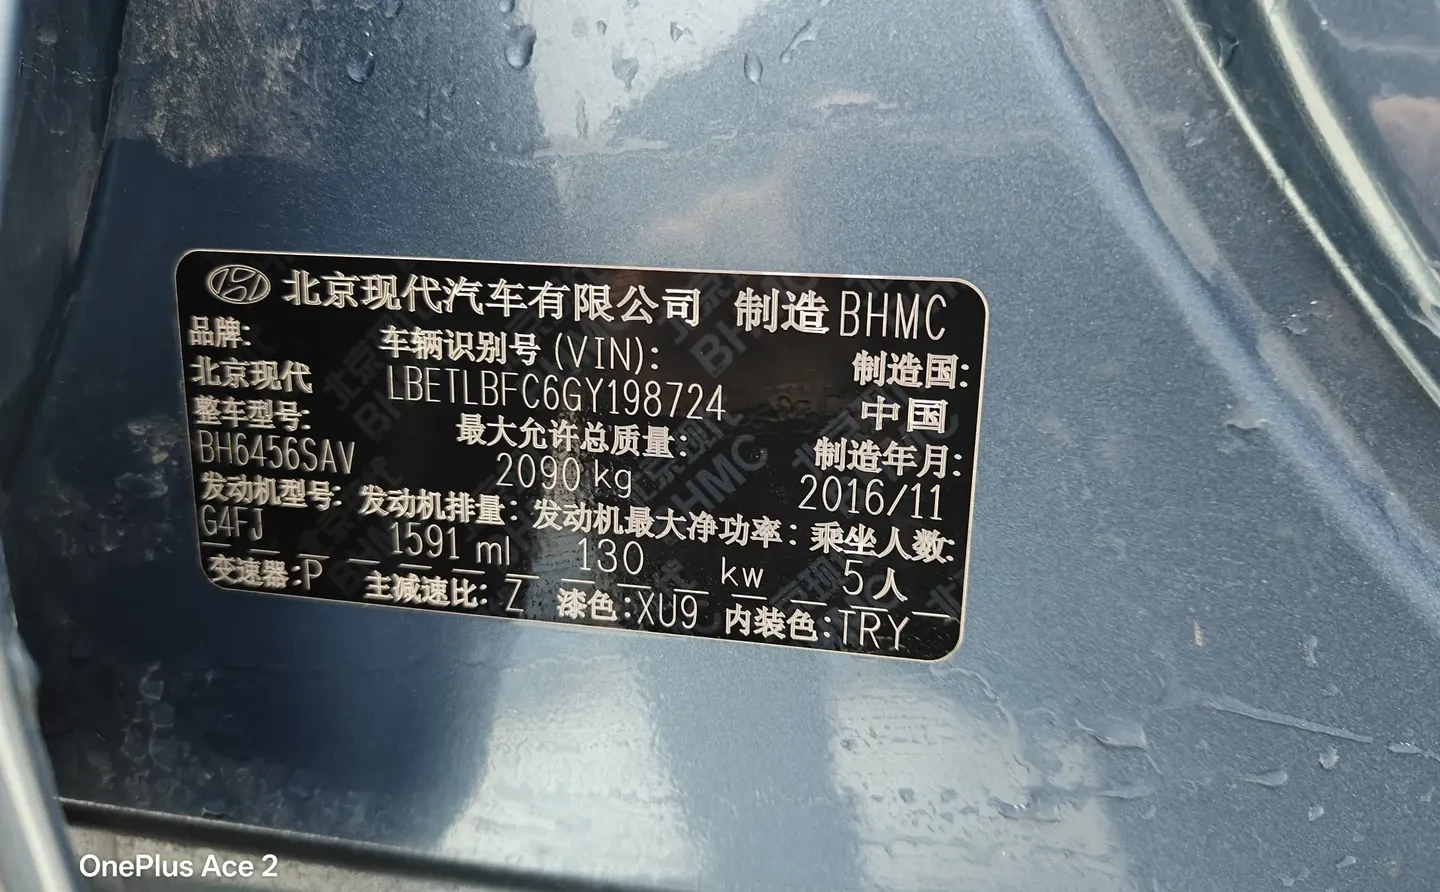 北京现代汽车有限公司 制造 BHMC
品牌: 车辆识别号 (VIN): 制造国:
北京现代 LBETLBFC6GY198724 中国
整车型号: 最大允许总质量: 制造年月:
BH6456SAV 2090 kg 2016/11
发动机型号: 发动机排量: 发动机最大净功率: 乘坐人数:
G4FJ 1591 ml 130 kw 5人
变速器:P 主减速比: Z 漆色:XU9 内装色:TRY
OnePlus Ace 2